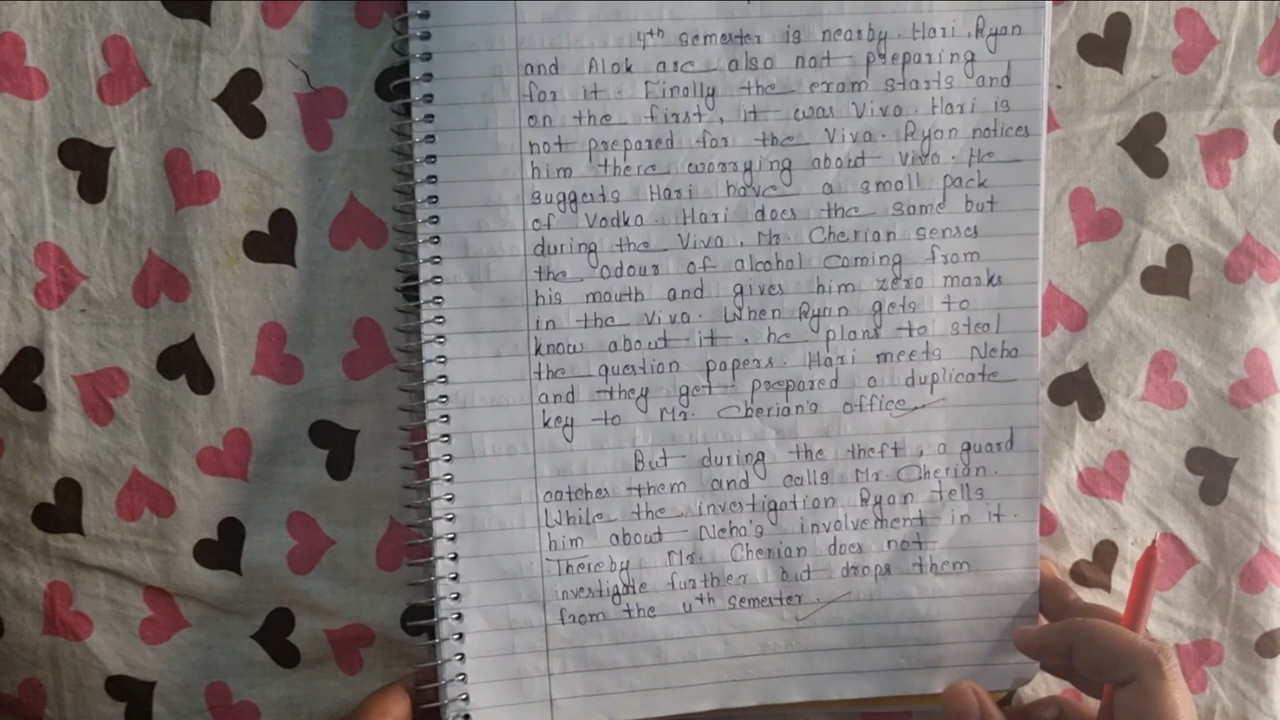 4th semester is nearby. Hari, Ryan
and Alok are also not preparing
for it. Finally the exam starts and
on the first, it was Viva. Hari is
not prepared for the Viva. Ryan notices
him there worrying about viva. He
suggests Hari have a small pack
of Vodka. Hari does the same but
during the Viva, Mr. Cherian senses
the odour of alcohol coming from
his mouth and gives him zero marks
in the viva. When Ryan gets to
know about it, he plans to steal
the question papers. Hari meets Neha
and they get prepared a duplicate
key to Mr. Cherian's office.
But during the theft, a guard
catches them and calls Mr. Cherian.
While the investigation Ryan tells
him about Neha's involvement in it.
Thereby Mr. Cherian does not
investigate further but drops them
from the 4th semester.